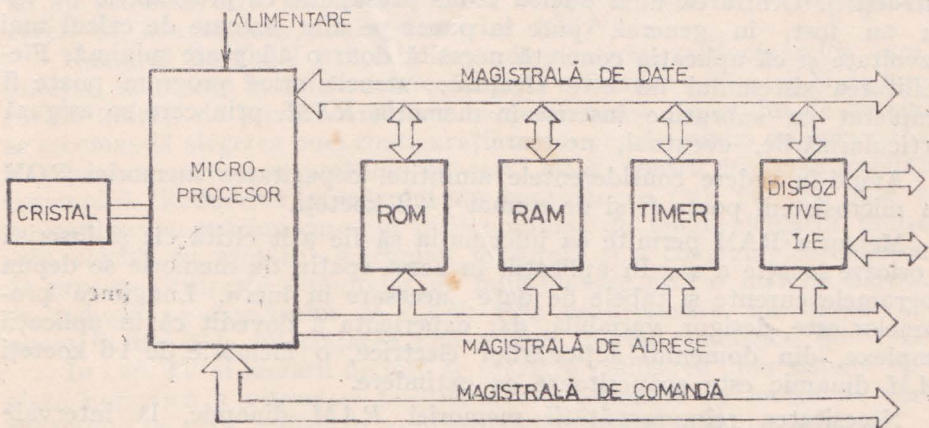 ALIMENTARE
MAGISTRALĂ DE DATE
MICRO-
PROCESOR
CRISTAL
ROM
RAM
TIMER
DISPOZI
TIVE
I/E
MAGISTRALĂ DE ADRESE
MAGISTRALĂ DE COMANDĂ